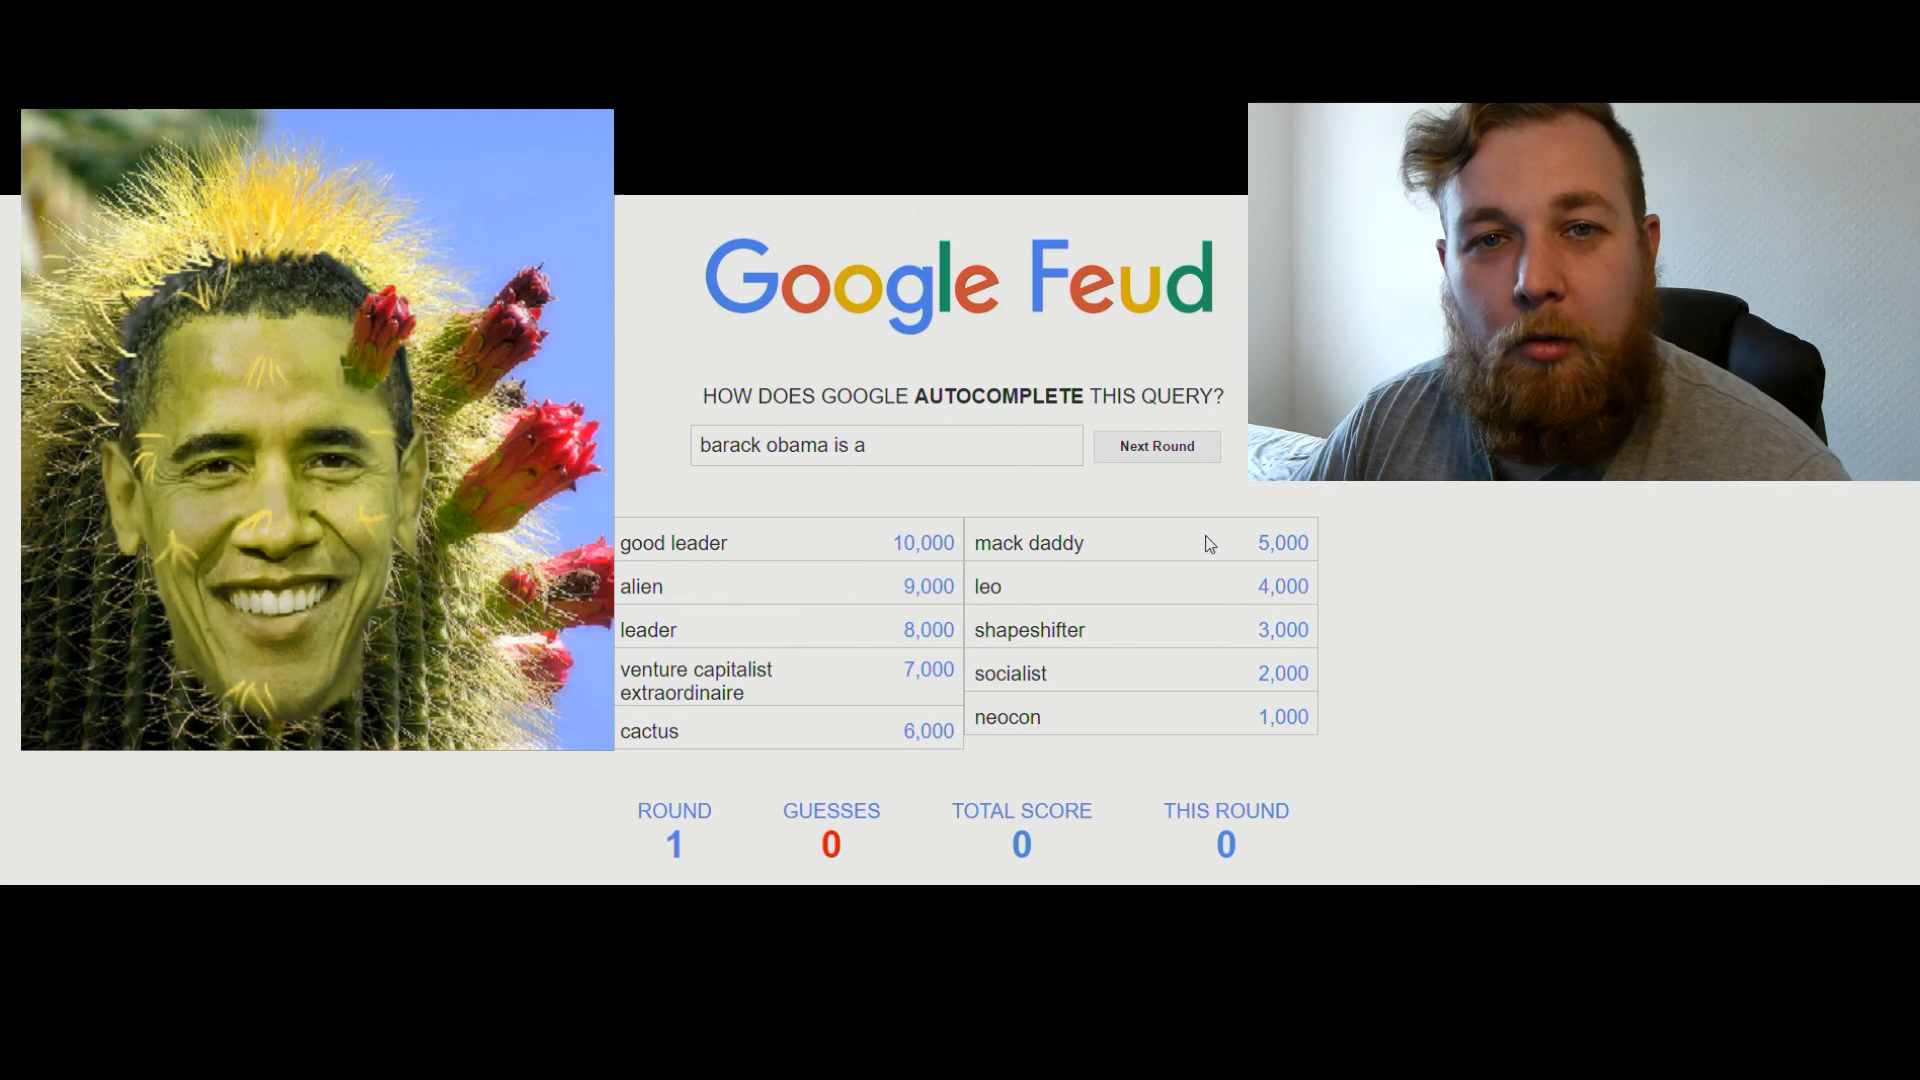 Google Feud
HOW DOES GOOGLE AUTOCOMPLETE THIS QUERY?
barack obama is a
Next Round
good leader 10,000
alien 9,000
leader 8,000
venture capitalist 7,000
extraordinaire
cactus 6,000
mack daddy 5,000
leo 4,000
shapeshifter 3,000
socialist 2,000
neocon 1,000
ROUND GUESSES TOTAL SCORE THIS ROUND
1 0 0 0